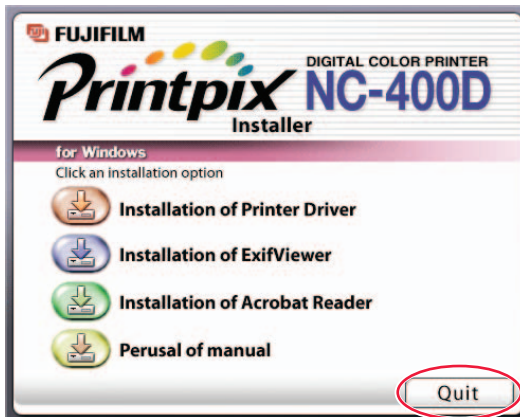 FUJIFILM
Printpix
DIGITAL COLOR PRINTER
NC-400D
Installer
for Windows
Click an installation option
Installation of Printer Driver
Installation of ExifViewer
Installation of Acrobat Reader
Perusal of manual
Quit